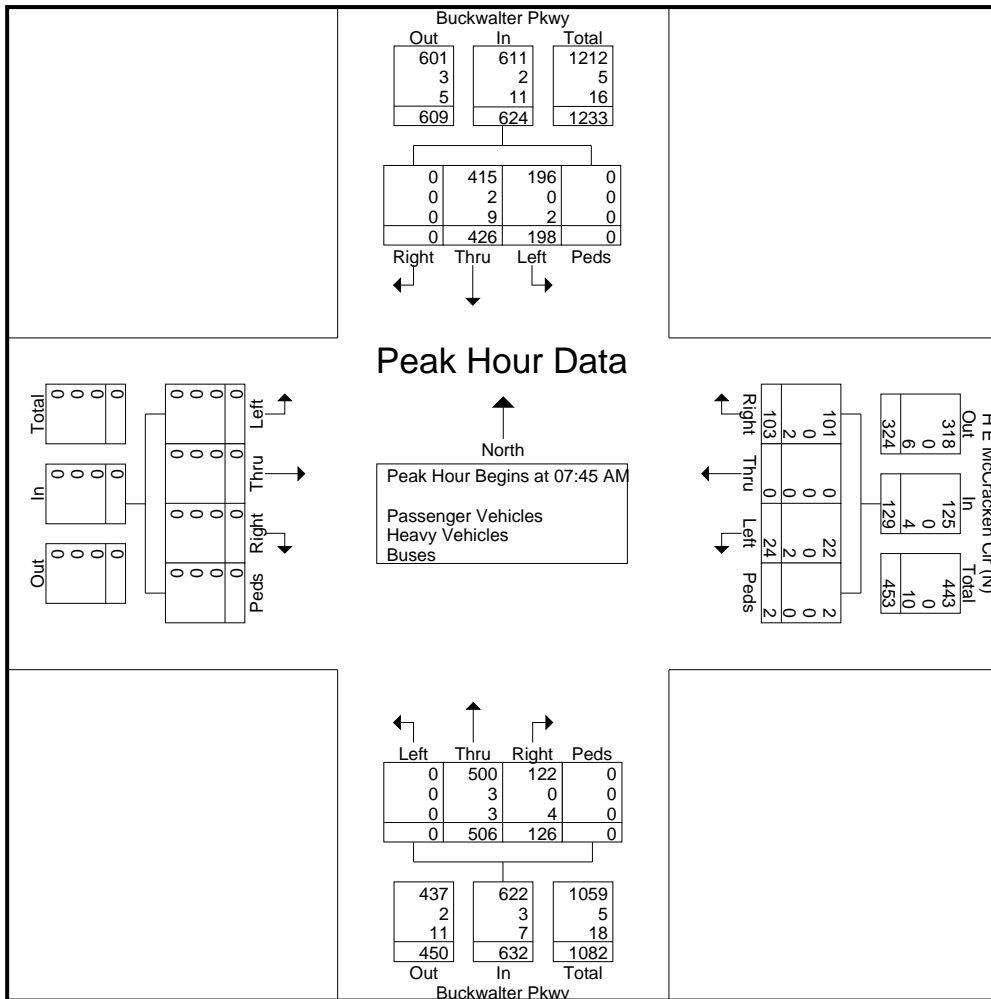 Buckwalter Pkwy
Out In Total
601 611 1212
3 2 5
5 11 16
609 624 1233
0 415 196 0
0 2 0 0
0 9 2 0
0 426 198 0
Right Thru Left Peds
Peak Hour Data
North
Peak Hour Begins at 07:45 AM
Passenger Vehicles
Heavy Vehicles
Buses
Total
0 0 0 0
In
0 0 0 0
Out
0 0 0 0
Left
0 0 0 0
Thru
0 0 0 0
Right
0 0 0 0
Peds
0 0 0 0
Right
101 0 2 103
Thru
0 0 0 0
Left
22 0 2 24
Peds
2 0 0 2
H E McCracken Cir (N)
Out
318 0 6 324
In
125 0 4 129
Total
443 0 10 453
Left Thru Right Peds
0 500 122 0
0 3 0 0
0 3 4 0
0 506 126 0
437 622 1059
2 3 5
11 7 18
450 632 1082
Out In Total
Buckwalter Pkwy